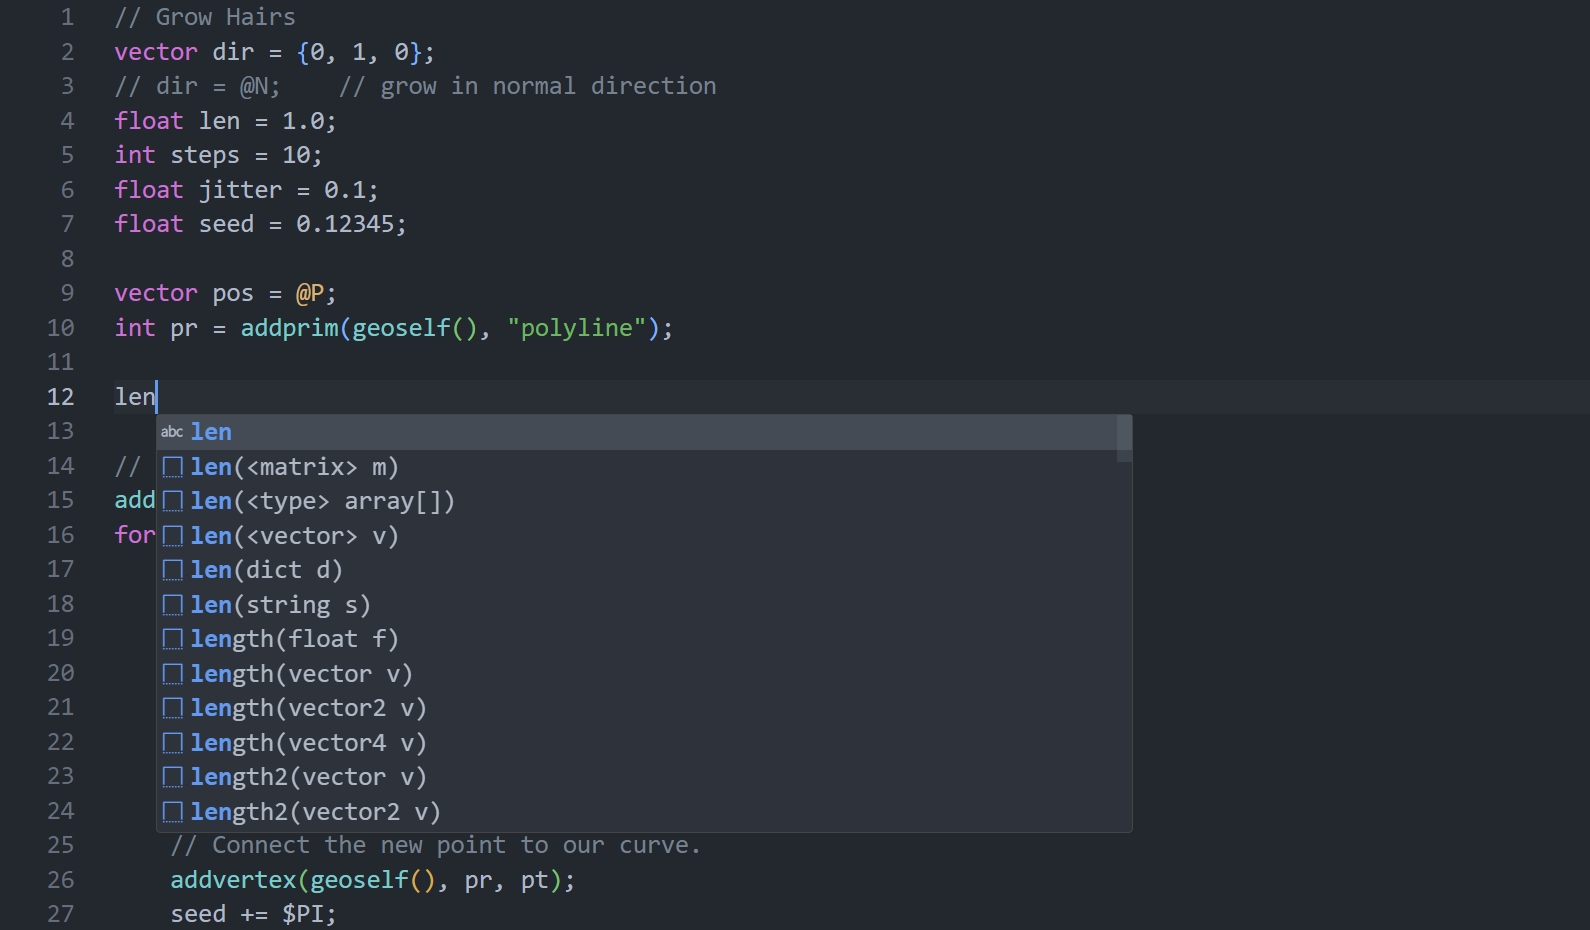 1 // Grow Hairs
2 vector dir = {0, 1, 0};
3 // dir = @N;    // grow in normal direction
4 float len = 1.0;
5 int steps = 10;
6 float jitter = 0.1;
7 float seed = 0.12345;
8
9 vector pos = @P;
10 int pr = addprim(geoself(), "polyline");
11
12 len
13 abc len
14 // len(<matrix> m)
15 add len(<type> array[])
16 for len(<vector> v)
17 len(dict d)
18 len(string s)
19 length(float f)
20 length(vector v)
21 length(vector2 v)
22 length(vector4 v)
23 length2(vector v)
24 length2(vector2 v)
25     // Connect the new point to our curve.
26     addvertex(geoself(), pr, pt);
27     seed += $PI;